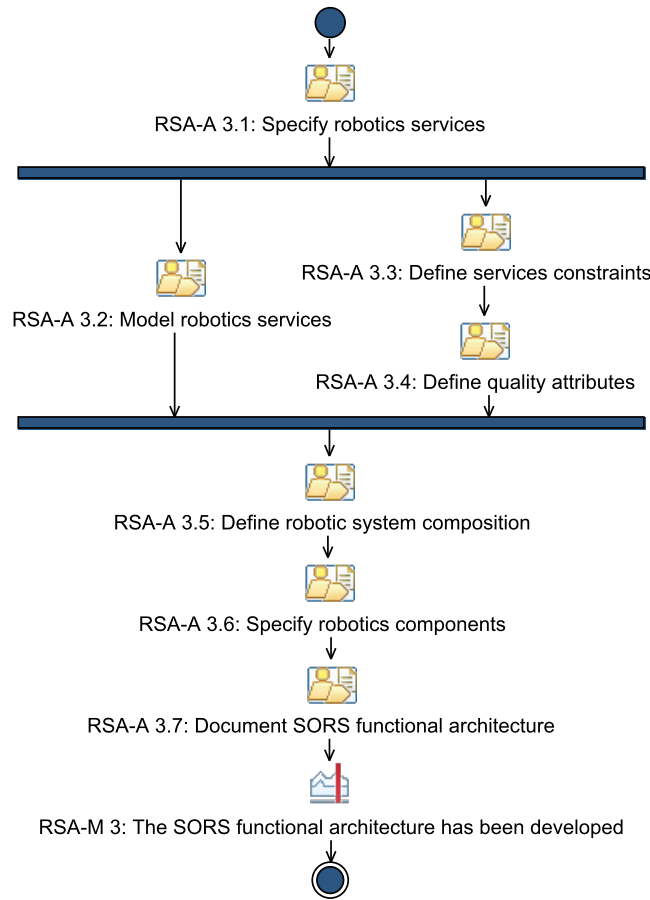 RSA-A 3.1: Specify robotics services
RSA-A 3.3: Define services constraints
RSA-A 3.2: Model robotics services
RSA-A 3.4: Define quality attributes
RSA-A 3.5: Define robotic system composition
RSA-A 3.6: Specify robotics components
RSA-A 3.7: Document SORS functional architecture
RSA-M 3: The SORS functional architecture has been developed